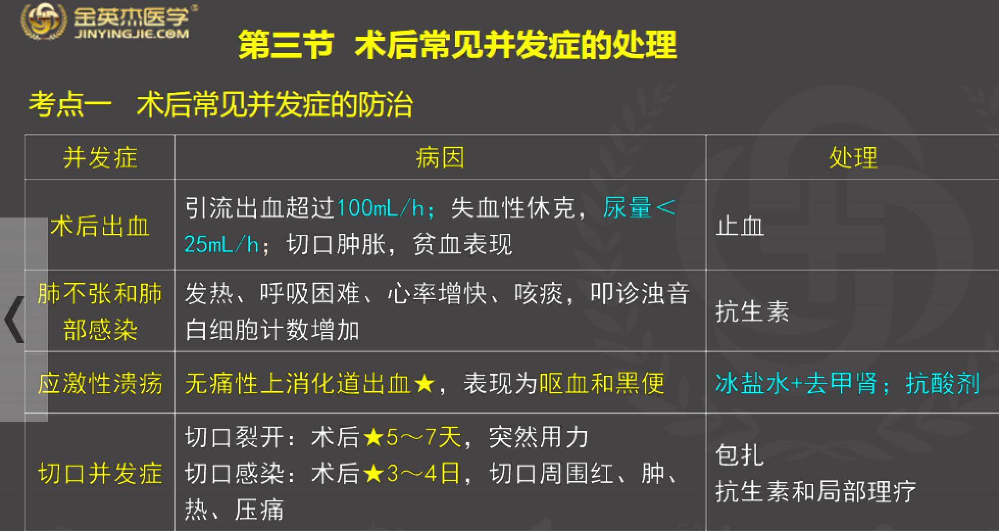 金英杰医学®
JINYINGJIE.COM
第三节 术后常见并发症的处理
考点一 术后常见并发症的防治
并发症 病因 处理
术后出血
引流出血超过100mL/h；失血性休克，尿量＜
25mL/h；切口肿胀，贫血表现
止血
肺不张和肺
部感染
发热、呼吸困难、心率增快、咳痰，叩诊浊音
白细胞计数增加
抗生素
应激性溃疡
无痛性上消化道出血★，表现为呕血和黑便
冰盐水+去甲肾；抗酸剂
切口并发症
切口裂开：术后★5～7天，突然用力
切口感染：术后★3～4日，切口周围红、肿、
热、压痛
包扎
抗生素和局部理疗